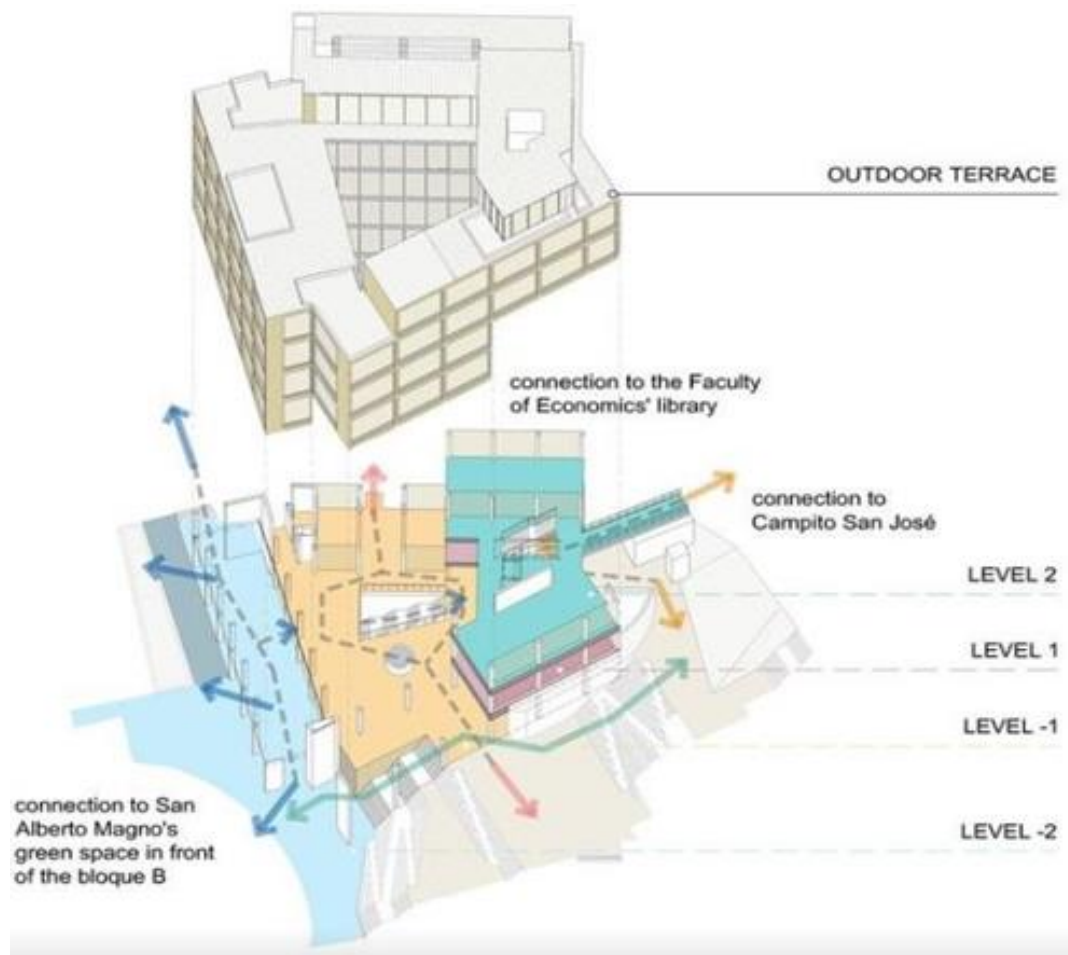 OUTDOOR TERRACE
connection to the Faculty
of Economics' library
connection to
Campito San José
LEVEL 2
LEVEL 1
LEVEL -1
LEVEL -2
connection to San
Alberto Magno's
green space in front
of the bloque B